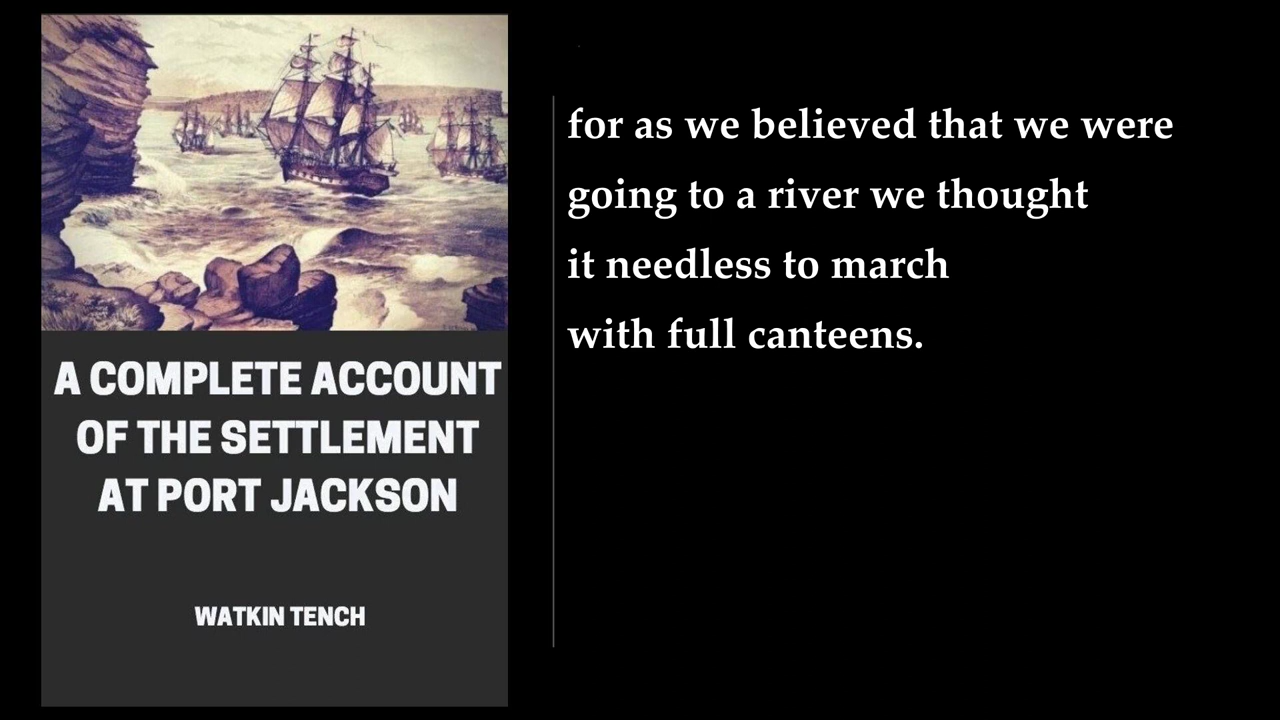 A COMPLETE ACCOUNT
OF THE SETTLEMENT
AT PORT JACKSON
WATKIN TENCH
for as we believed that we were
going to a river we thought
it needless to march
with full canteens.